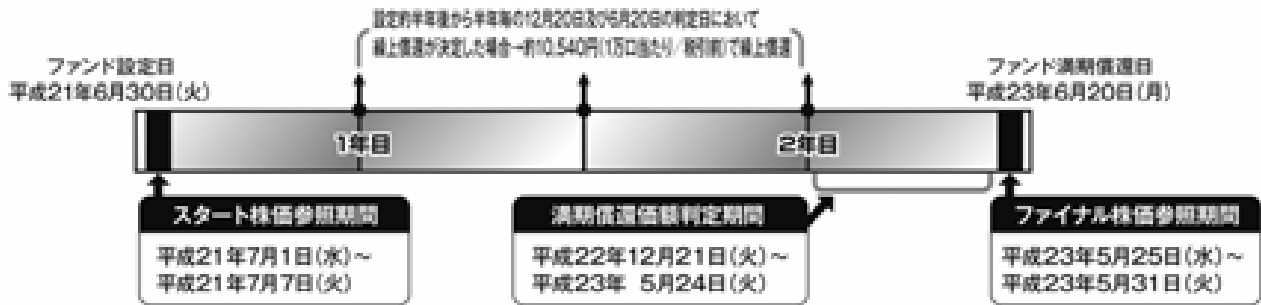 設定約半年後から半年毎の12月20日及び6月20日の判定日において
繰上償還が決定した場合→約10,540円(1万口当たり/税引前)で繰上償還
ファンド設定日
平成21年6月30日(火)
ファンド満期償還日
平成23年6月20日(月)
1年目
2年目
スタート株価参照期間
平成21年7月1日(水)～
平成21年7月7日(火)
満期償還価額判定期間
平成22年12月21日(火)～
平成23年 5月24日(火)
ファイナル株価参照期間
平成23年5月25日(水)～
平成23年5月31日(火)